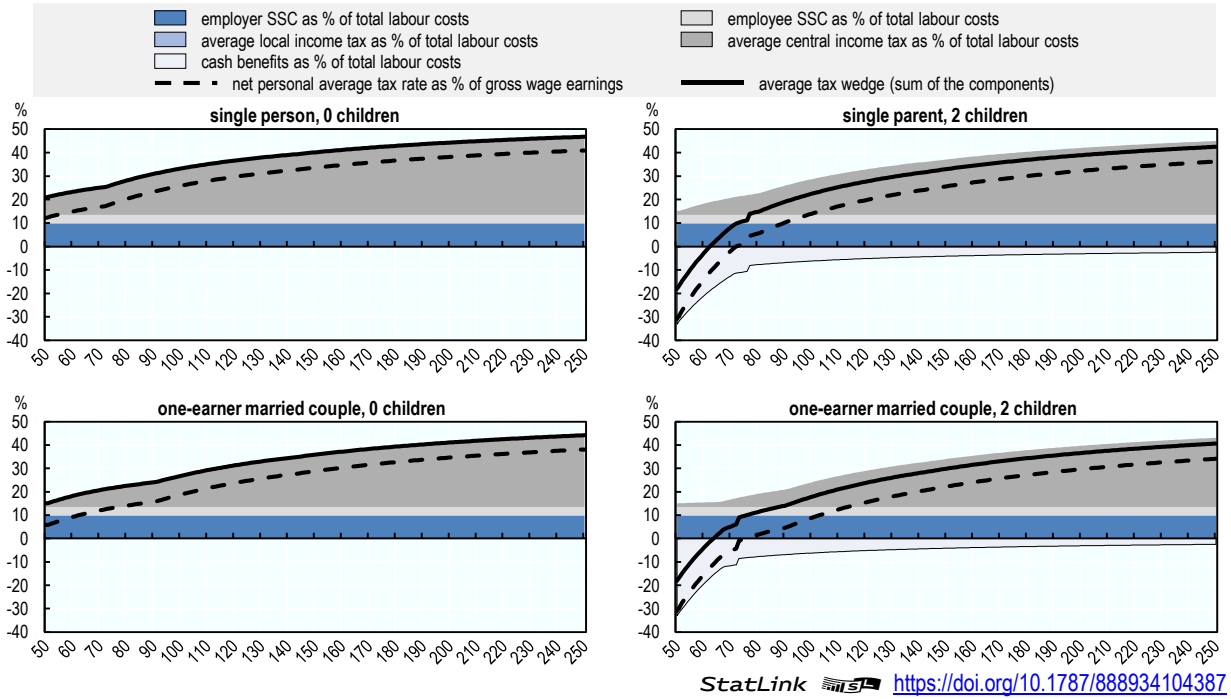 employer SSC as % of total labour costs
employee SSC as % of total labour costs
average local income tax as % of total labour costs
average central income tax as % of total labour costs
cash benefits as % of total labour costs
net personal average tax rate as % of gross wage earnings
average tax wedge (sum of the components)
%
single person, 0 children
50
40
30
20
10
0
-10
-20
-30
-40
50 60 70 80 90 100 110 120 130 140 150 160 170 180 190 200 210 220 230 240 250
%
single parent, 2 children
50
40
30
20
10
0
-10
-20
-30
-40
50 60 70 80 90 100 110 120 130 140 150 160 170 180 190 200 210 220 230 240 250
%
one-earner married couple, 0 children
50
40
30
20
10
0
-10
-20
-30
-40
50 60 70 80 90 100 110 120 130 140 150 160 170 180 190 200 210 220 230 240 250
%
one-earner married couple, 2 children
50
40
30
20
10
0
-10
-20
-30
-40
50 60 70 80 90 100 110 120 130 140 150 160 170 180 190 200 210 220 230 240 250
StatLink https://doi.org/10.1787/888934104387